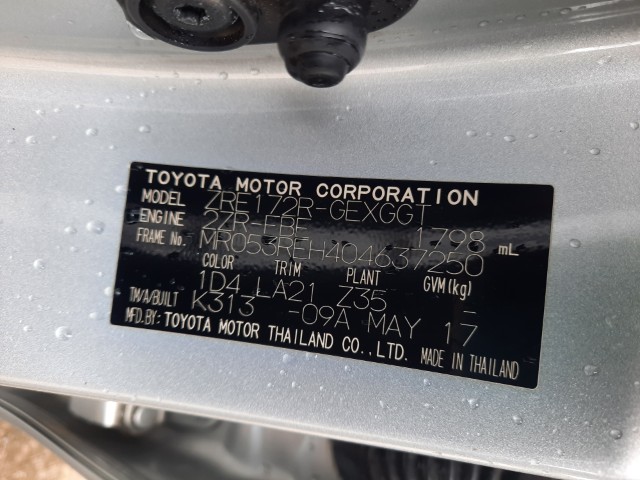 TOYOTA MOTOR CORPORATION
MODEL ZRE172R-GEXGGT
ENGINE 2ZR-FBE 1798 mL
FRAME No. MR053REH404637250
COLOR TRIM PLANT GVM(kg)
1D4 LA21 Z35 -
TM/A/BUILT K313 -09A MAY 17
MFD.BY: TOYOTA MOTOR THAILAND CO.,LTD. MADE IN THAILAND